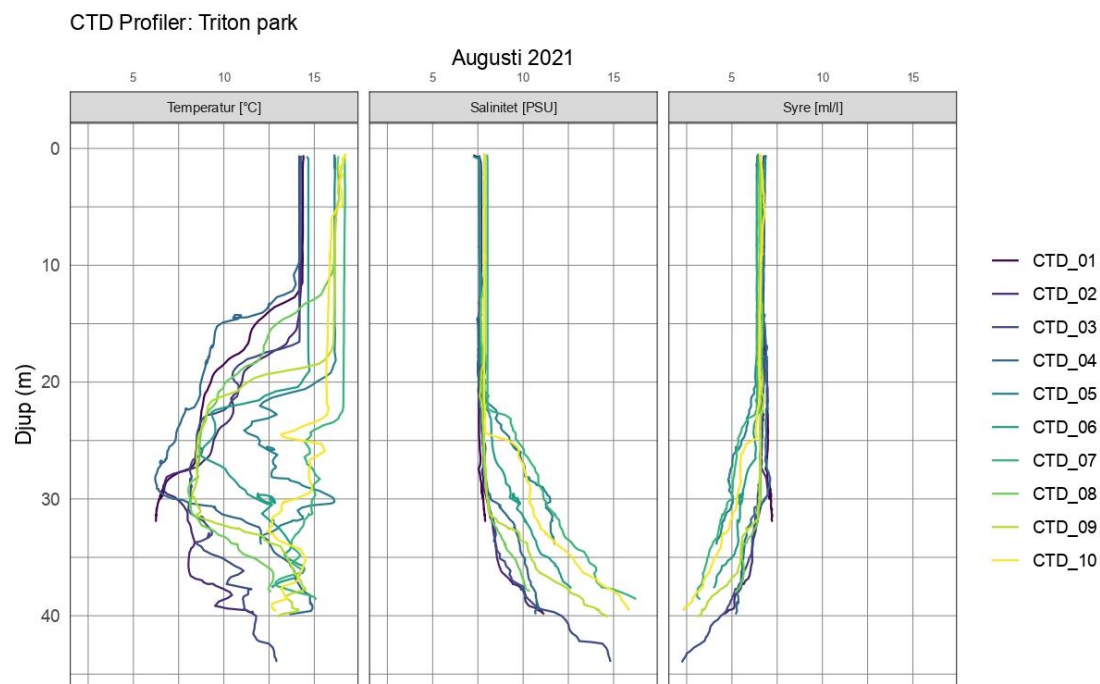 CTD Profiler: Triton park
Augusti 2021
5 10 15 5 10 15 5 10 15
Temperatur [°C] Salinitet [PSU] Syre [ml/l]
0
10
20
30
40
Djup (m)
CTD_01
CTD_02
CTD_03
CTD_04
CTD_05
CTD_06
CTD_07
CTD_08
CTD_09
CTD_10